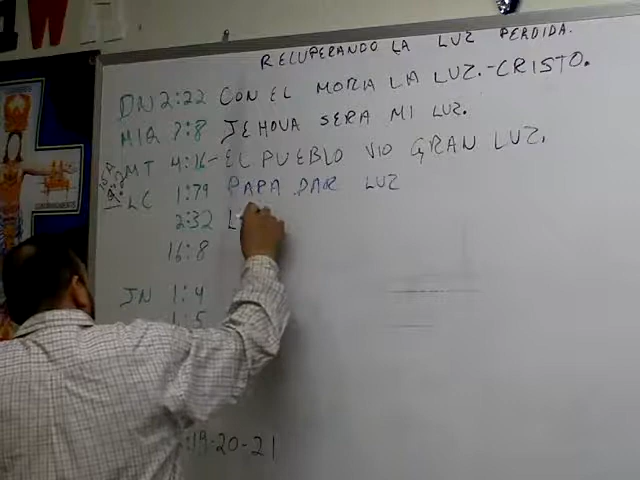 RECUPERANDO LA LUZ PERDIDA.
DN 2:22 CON EL MORA LA LUZ.-CRISTO.
MIQ 7:8 JEHOVA SERA MI LUZ.
MT 4:16- EL PUEBLO VIO GRAN LUZ.
LC 1:79 PAPA DAR LUZ
2:32 L
16:8
JN 1:4
1:5
:19-20-21